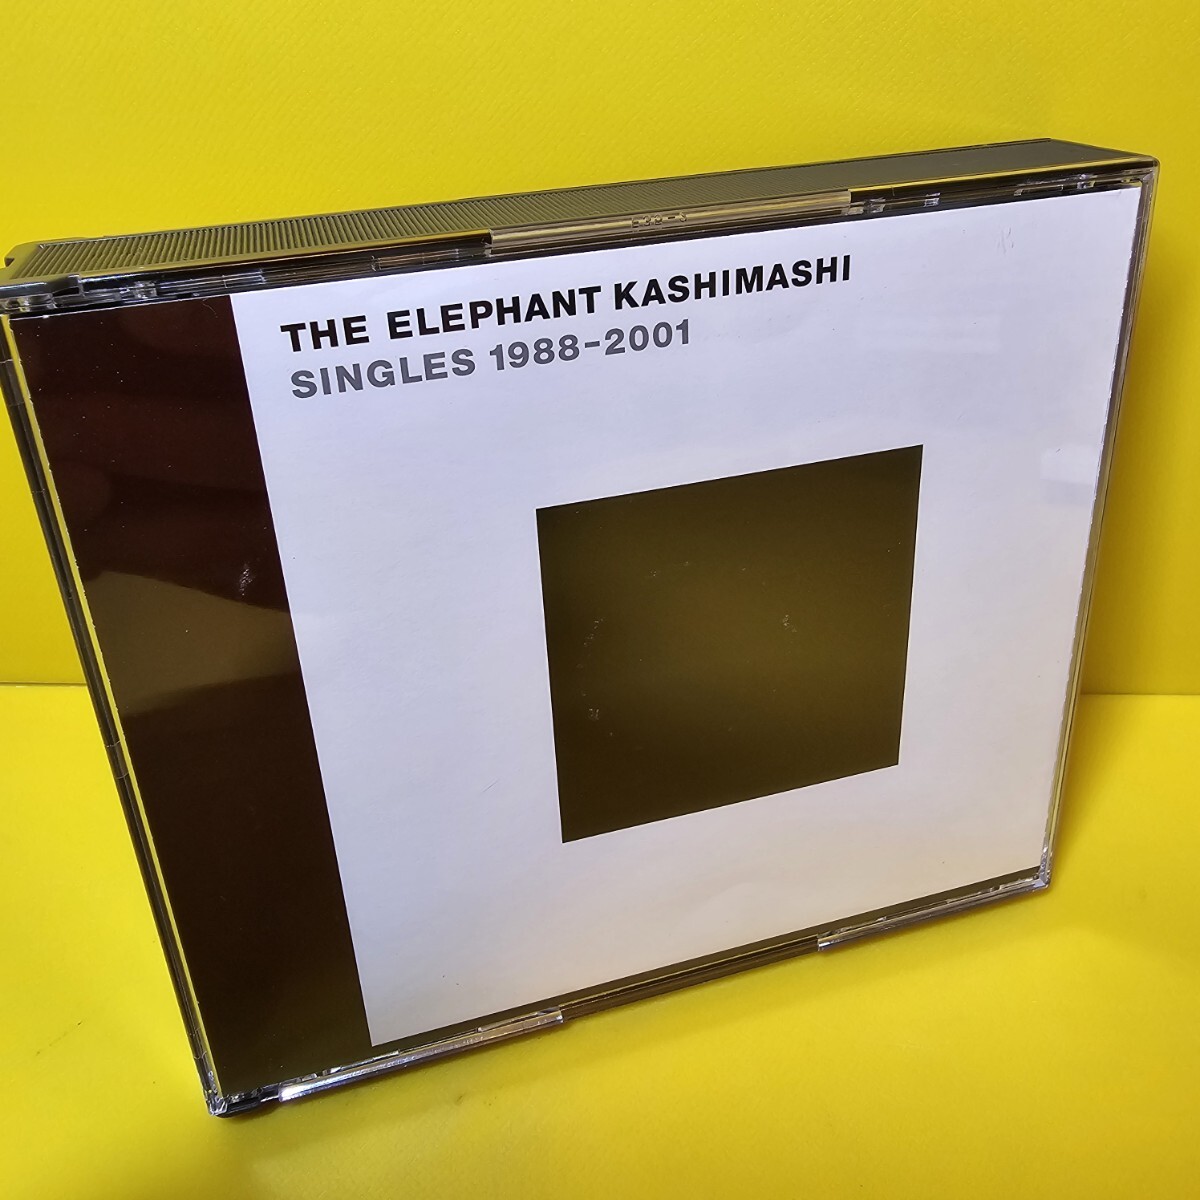 THE ELEPHANT KASHIMASHI
SINGLES 1988-2001